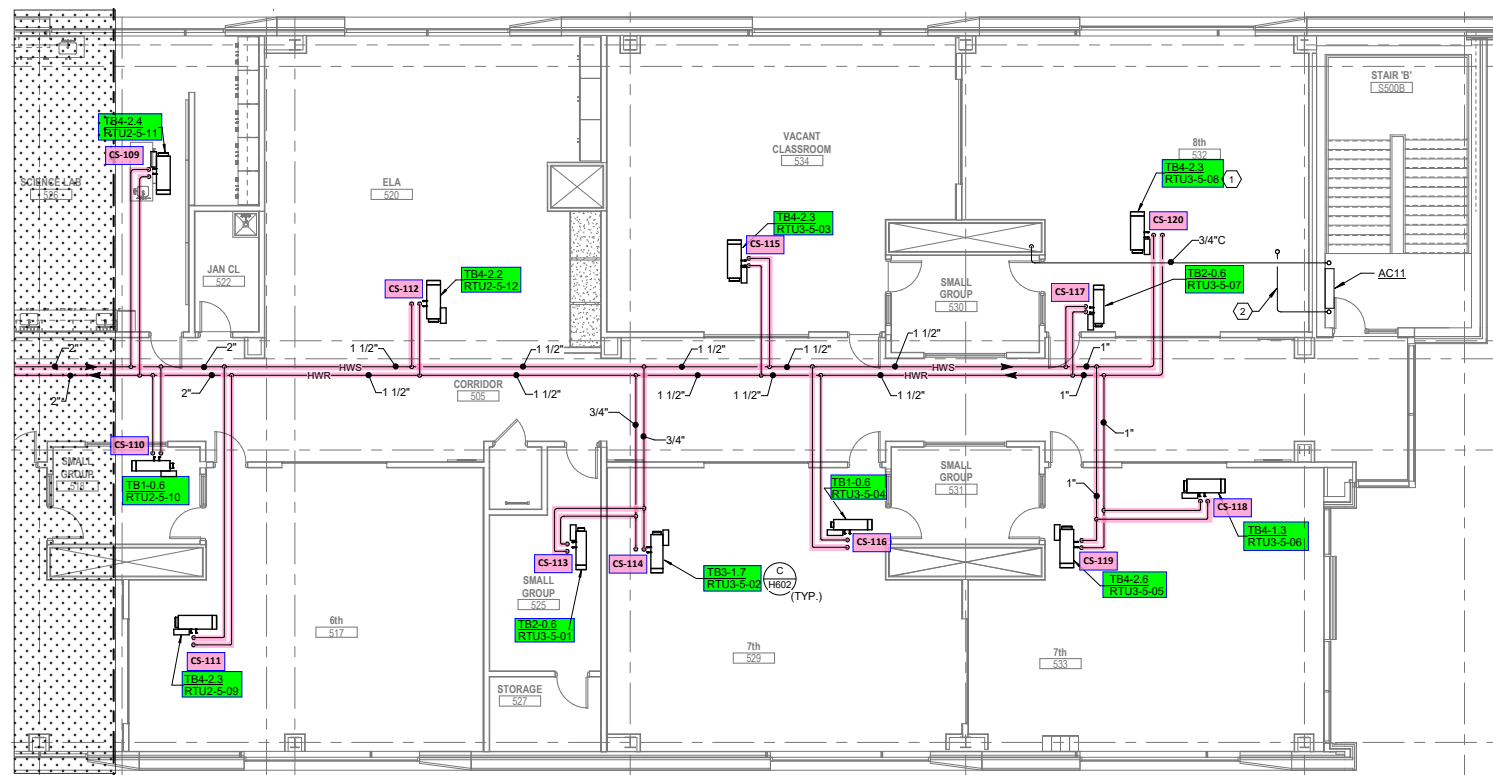 STAIR 'B'
S500B
TB4-2.4
RTU2-5-11
CS-109
SCIENCE LAB
526
VACANT
CLASSROOM
534
8th
532
TB4-2.3
RTU3-5-08
1
ELA
520
TB4-2.3
RTU3-5-03
CS-115
CS-120
3/4"C
JAN CL
522
CS-112
TB4-2.2
RTU2-5-12
SMALL
GROUP
530
CS-117
TB2-0.6
RTU3-5-07
AC11
2
2"
2"
1 1/2"
HWS
1 1/2"
1 1/2"
1 1/2"
1 1/2"
HWS
1"
2"
2"
HWR
1 1/2"
1 1/2"
CORRIDOR
505
1 1/2"
1 1/2"
1 1/2"
HWR
1"
3/4"
3/4"
1"
CS-110
SMALL
GROUP
TB1-0.6
RTU2-5-10
SMALL
GROUP
531
TB1-0.6
RTU3-5-04
1"
CS-118
TB4-1.3
RTU3-5-06
CS-116
CS-113
CS-114
CS-119
TB3-1.7
RTU3-5-02
C
H602
(TYP.)
TB4-2.6
RTU3-5-05
SMALL
GROUP
525
TB2-0.6
RTU3-5-01
6th
517
7th
529
7th
533
CS-111
TB4-2.3
RTU2-5-09
STORAGE
527